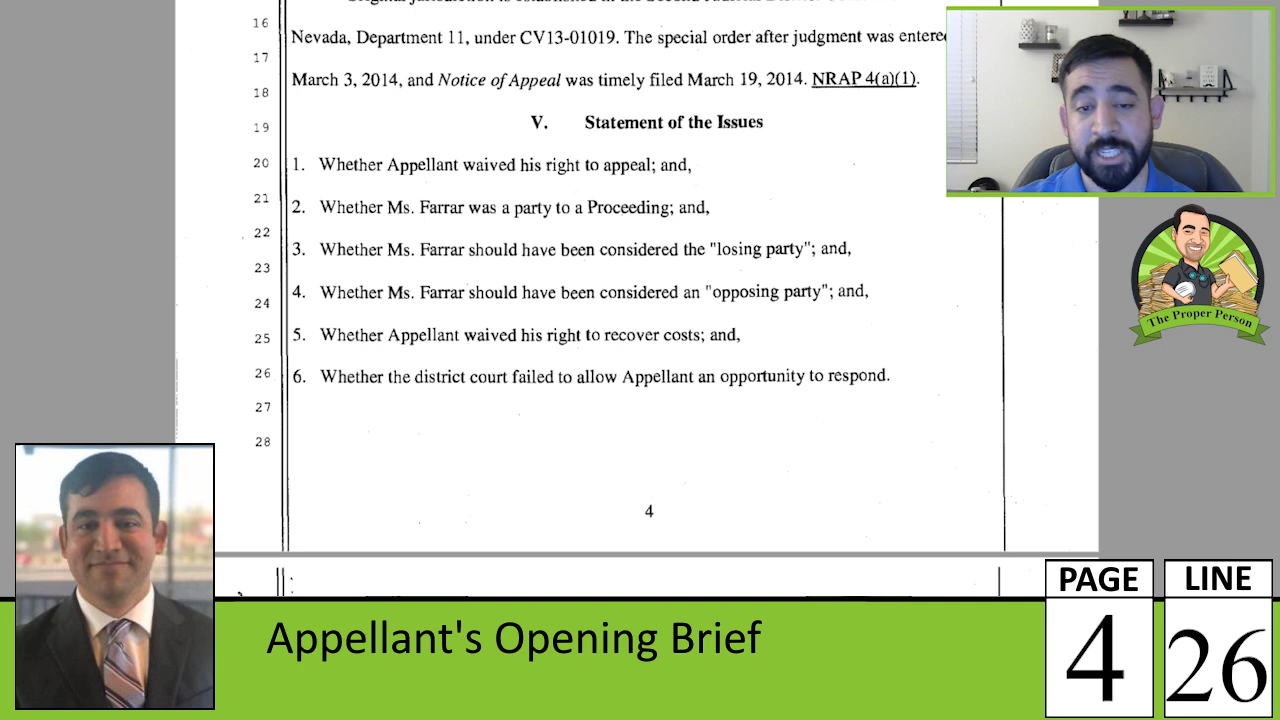 16
Nevada, Department 11, under CV13-01019. The special order after judgment was entered
17
March 3, 2014, and Notice of Appeal was timely filed March 19, 2014. NRAP 4(a)(1).
18
19 V. Statement of the Issues
20 1. Whether Appellant waived his right to appeal; and,
21 2. Whether Ms. Farrar was a party to a Proceeding; and,
22
23 3. Whether Ms. Farrar should have been considered the "losing party"; and,
24 4. Whether Ms. Farrar should have been considered an "opposing party"; and,
25 5. Whether Appellant waived his right to recover costs; and,
26 6. Whether the district court failed to allow Appellant an opportunity to respond.
27
28
4
The Proper Person
Appellant's Opening Brief
PAGE LINE
4 26